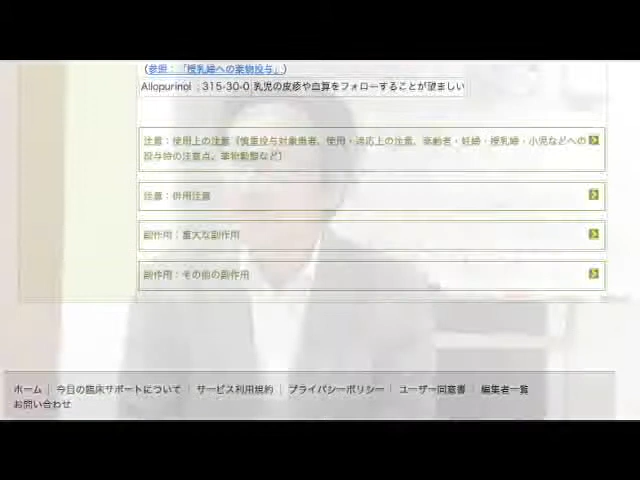 (参照：「授乳婦への薬物投与」)
Allopurinol ; 315-30-0 乳児の皮疹や血算をフォローすることが望ましい
注意：使用上の注意（慎重投与対象患者、使用・適応上の注意、高齢者・妊婦・授乳婦・小児などへの
投与時の注意点、薬物動態など）
注意：併用注意
副作用：重大な副作用
副作用：その他の副作用
ホーム | 今日の臨床サポートについて | サービス利用規約 | プライバシーポリシー | ユーザー同意書 | 編集者一覧
お問い合わせ